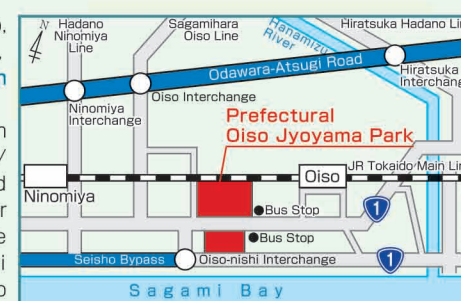 Hadano
Ninomiya
Line
Sagamihara
Oiso Line
Hanamizu
River
Hiratsuka Hadano Li
Odawara-Atsugi Road
Hiratsuka
Interchang
Ninomiya
Interchange
Oiso Interchange
Prefectural
Oiso Jyoyama Park
JR Tokaido Main Lin
Ninomiya
Oiso
1
Bus Stop
Bus Stop
1
Seisho Bypass
Oiso-nishi Interchange
Sagami Bay